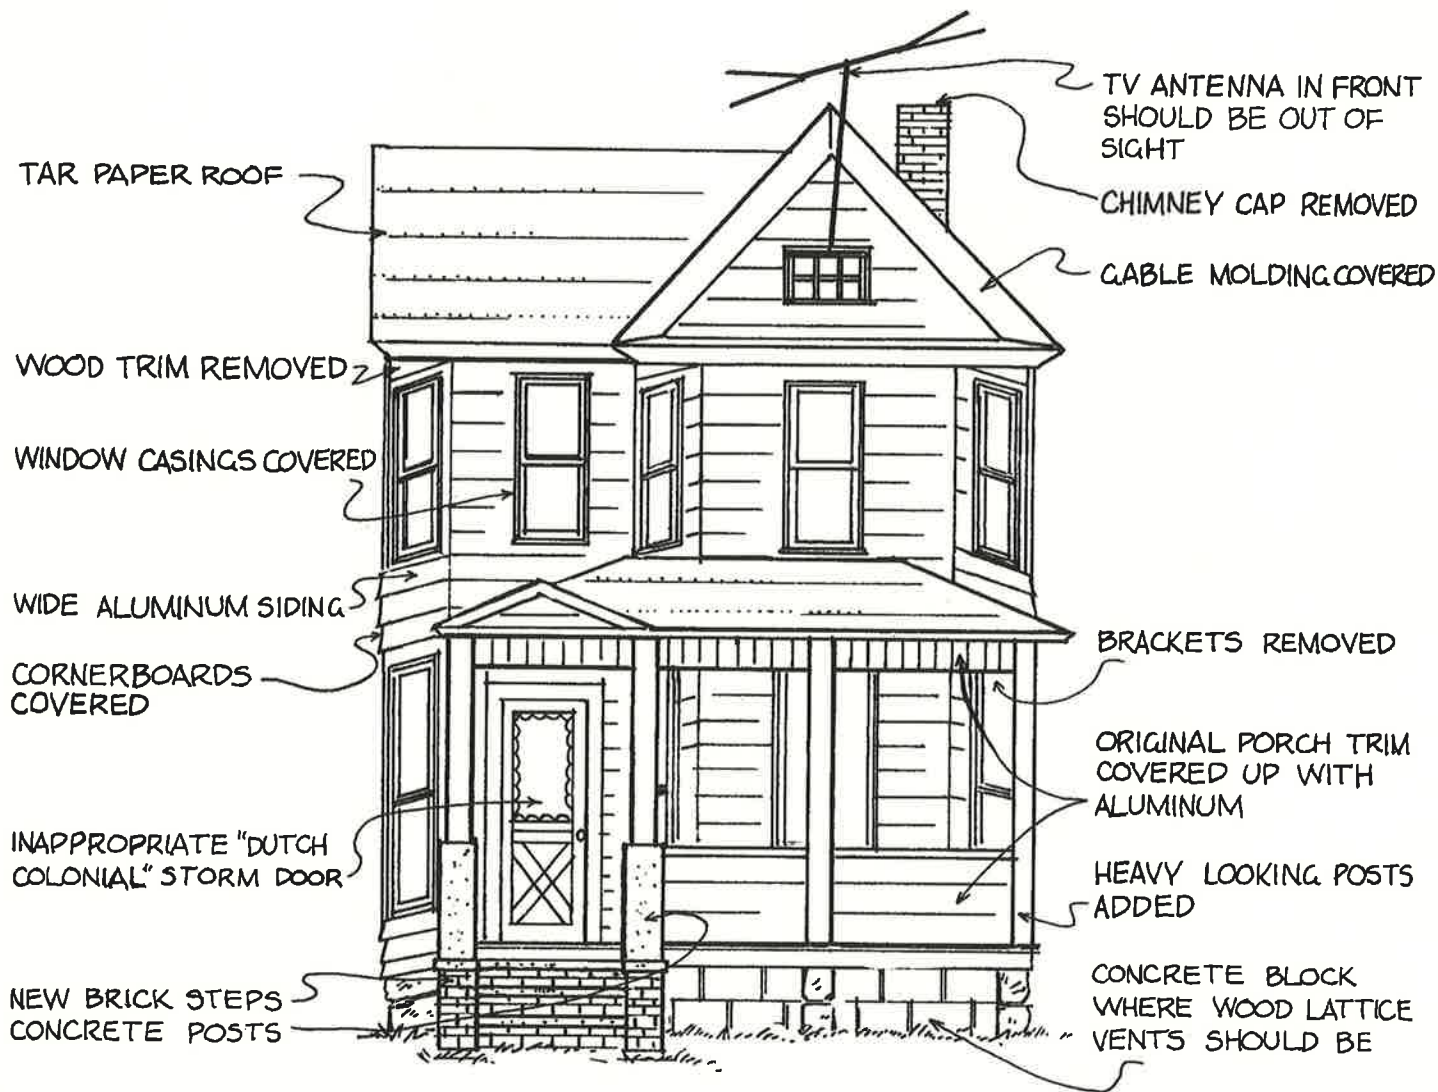 TAR PAPER ROOF
WOOD TRIM REMOVED
WINDOW CASINGS COVERED
WIDE ALUMINUM SIDING
CORNERBOARDS
COVERED
INAPPROPRIATE "DUTCH
COLONIAL" STORM DOOR
NEW BRICK STEPS
CONCRETE POSTS
TV ANTENNA IN FRONT
SHOULD BE OUT OF
SIGHT
CHIMNEY CAP REMOVED
GABLE MOLDING COVERED
BRACKETS REMOVED
ORIGINAL PORCH TRIM
COVERED UP WITH
ALUMINUM
HEAVY LOOKING POSTS
ADDED
CONCRETE BLOCK
WHERE WOOD LATTICE
VENTS SHOULD BE